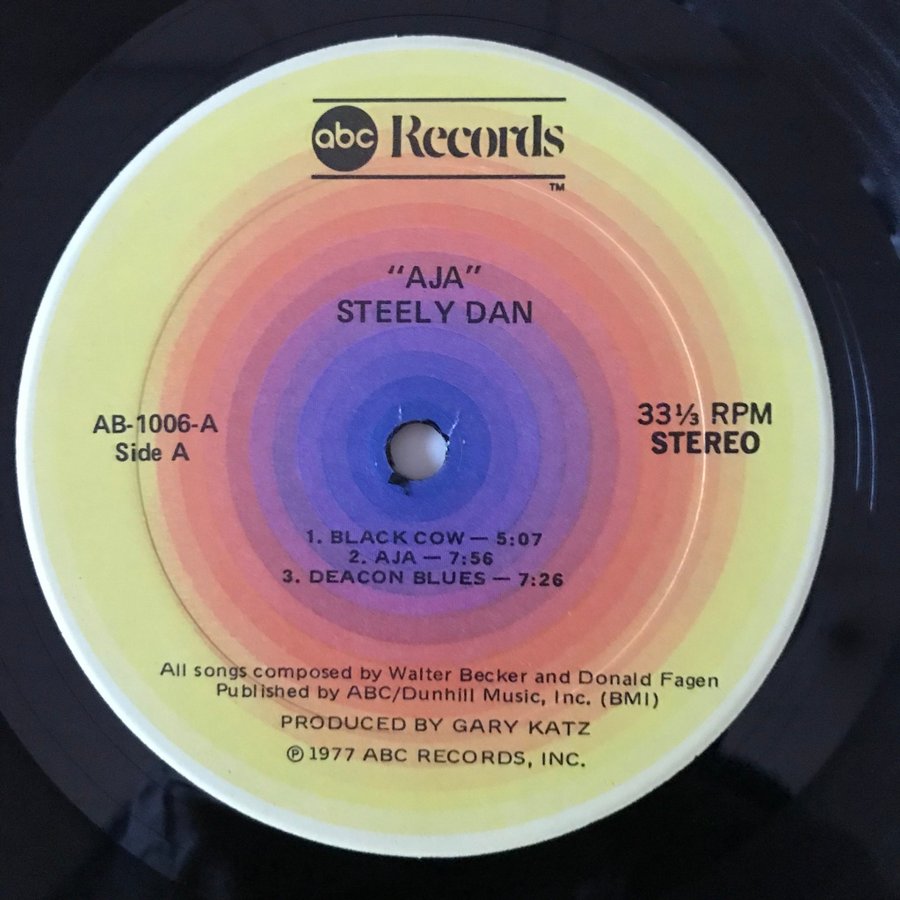 abc Records
TM
"AJA"
STEELY DAN
AB-1006-A
Side A
33⅓ RPM
STEREO
1. BLACK COW — 5:07
2. AJA — 7:56
3. DEACON BLUES — 7:26
All songs composed by Walter Becker and Donald Fagen
Published by ABC/Dunhill Music, Inc. (BMI)
PRODUCED BY GARY KATZ
℗ 1977 ABC RECORDS, INC.